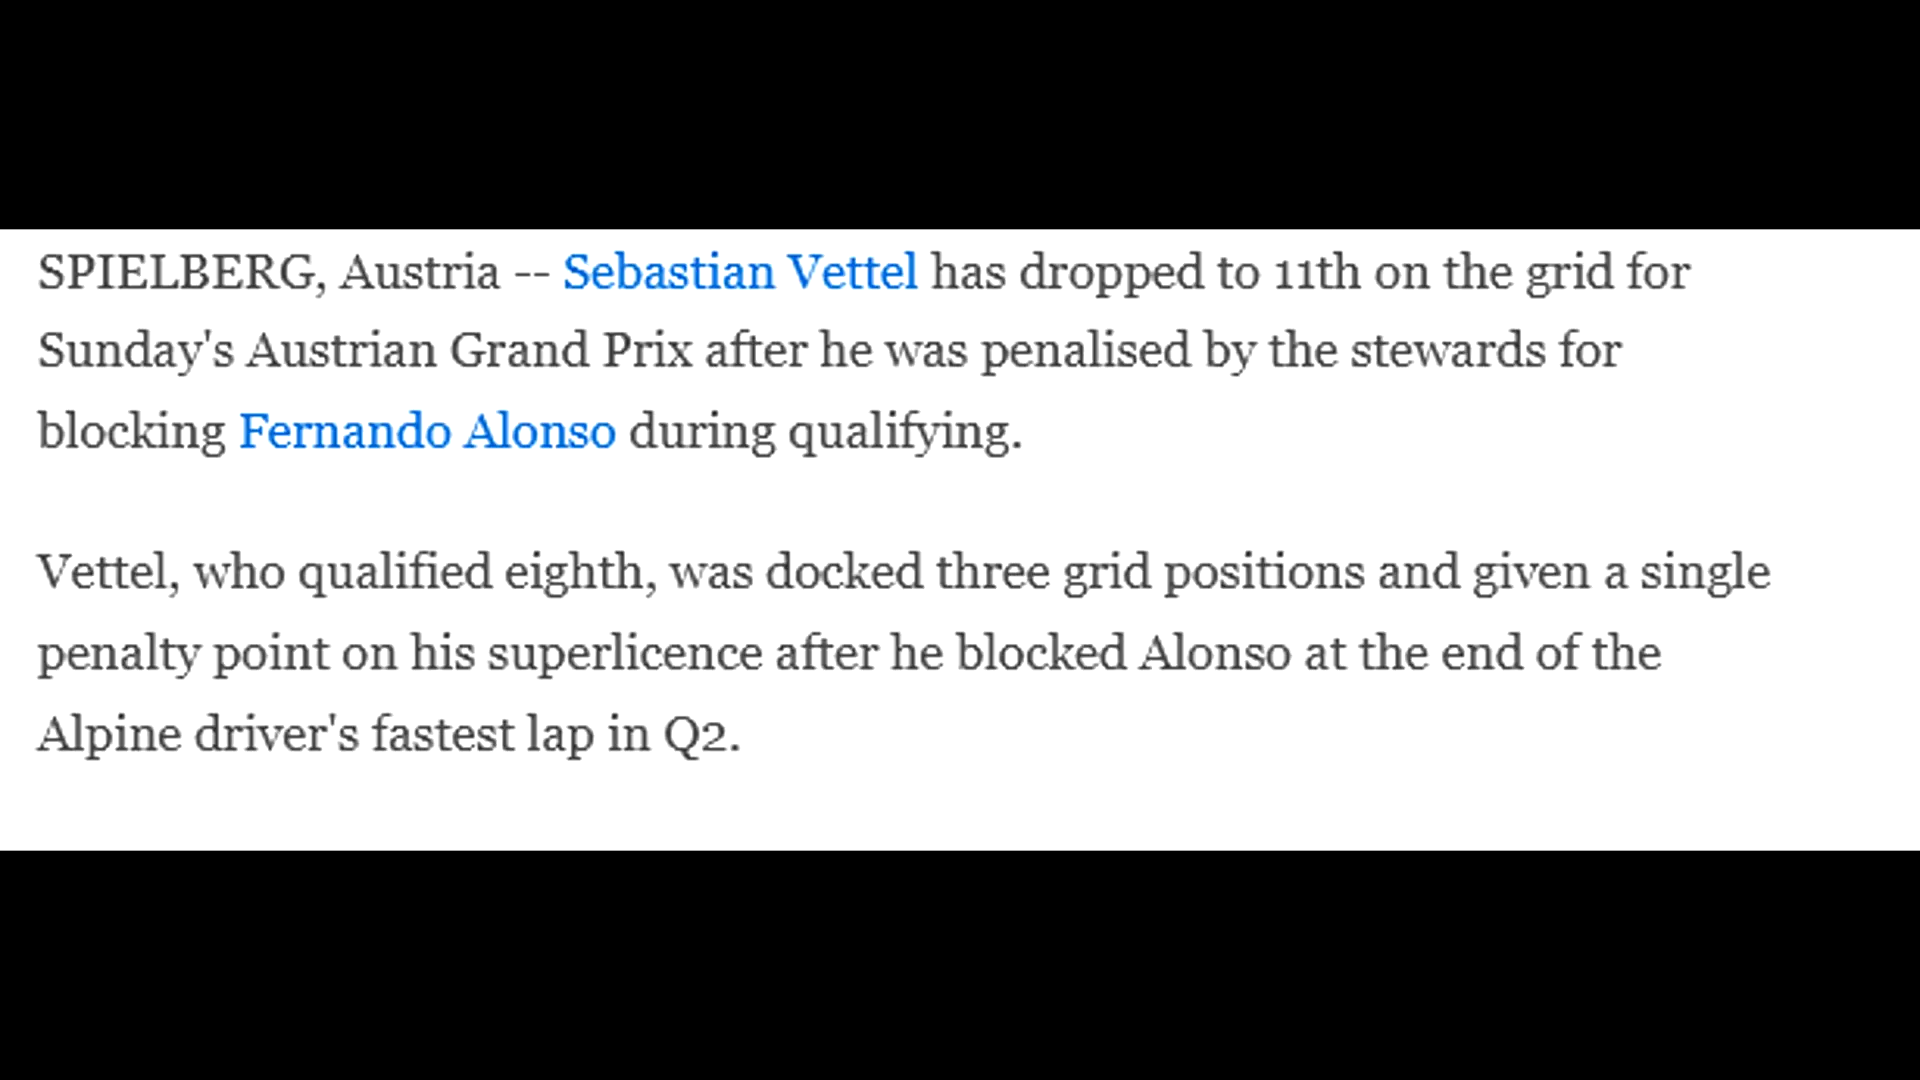 SPIELBERG, Austria -- Sebastian Vettel has dropped to 11th on the grid for
Sunday's Austrian Grand Prix after he was penalised by the stewards for
blocking Fernando Alonso during qualifying.
Vettel, who qualified eighth, was docked three grid positions and given a single
penalty point on his superlicence after he blocked Alonso at the end of the
Alpine driver's fastest lap in Q2.